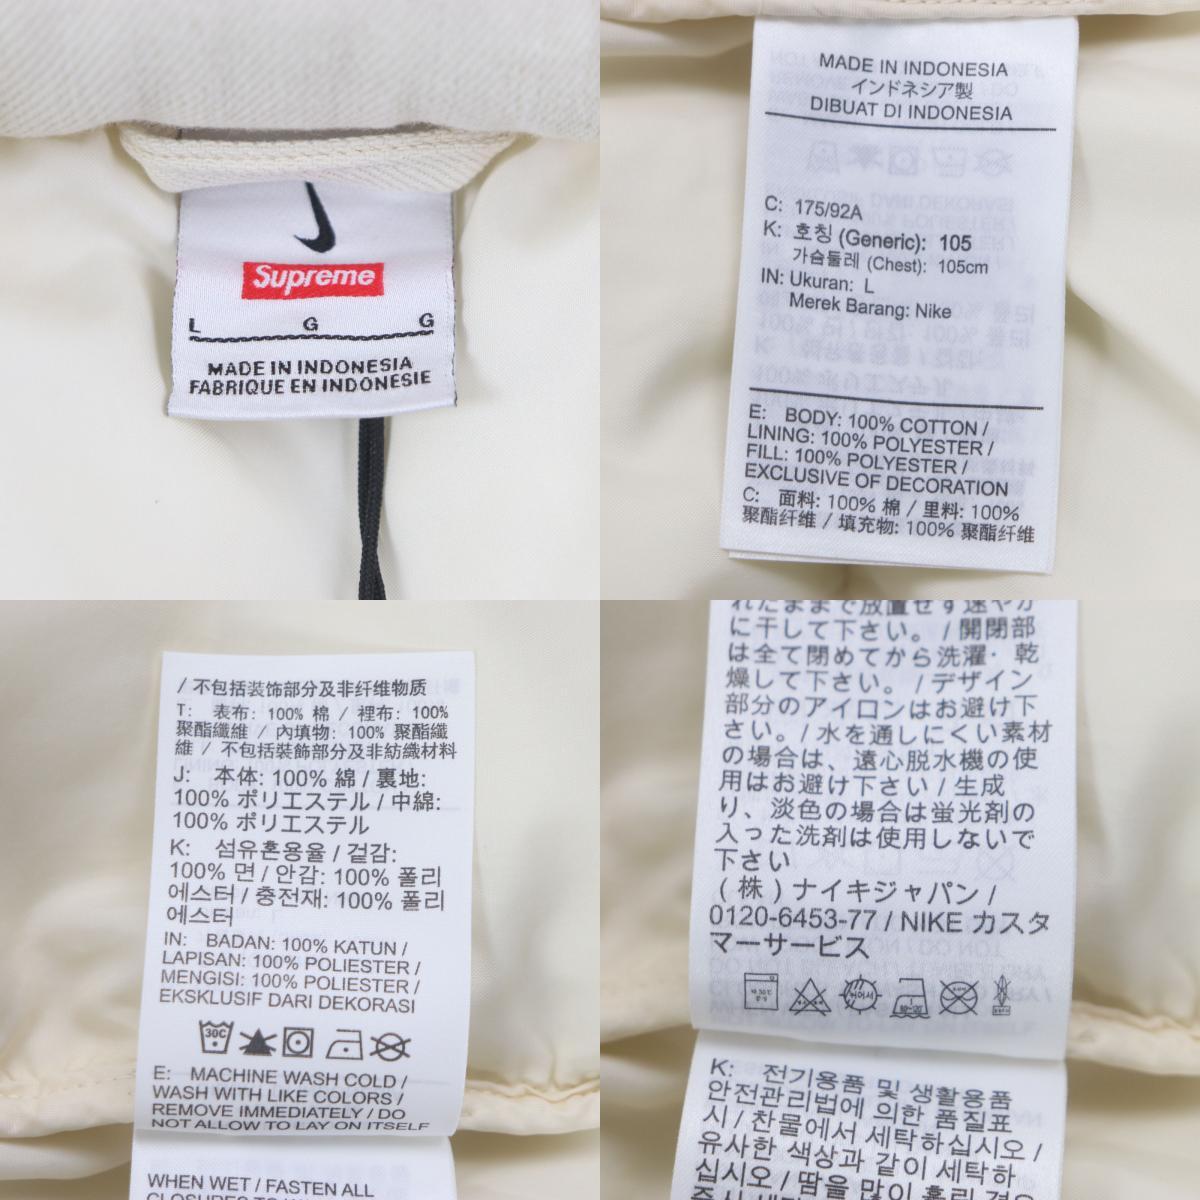 Supreme
L G G
MADE IN INDONESIA
FABRIQUE EN INDONESIE
MADE IN INDONESIA
インドネシア製
DIBUAT DI INDONESIA
C: 175/92A
K: 호칭 (Generic): 105
가슴둘레 (Chest): 105cm
IN: Ukuran: L
Merek Barang: Nike
E: BODY: 100% COTTON /
LINING: 100% POLYESTER /
FILL: 100% POLYESTER /
EXCLUSIVE OF DECORATION
C: 面料: 100% 棉 / 里料: 100%
聚酯纤维 / 填充物: 100% 聚酯纤维
/ 不包括装饰部分及非纤维物质
T: 表布: 100% 棉 / 裡布: 100%
聚酯纖維 / 內填物: 100% 聚酯纖
維 / 不包括裝飾部分及非紡織材料
J: 本体: 100% 綿 / 裏地:
100% ポリエステル / 中綿:
100% ポリエステル
K: 섬유혼용율 / 겉감:
100% 면 / 안감: 100% 폴리
에스터 / 충전재: 100% 폴리
에스터
IN: BADAN: 100% KATUN /
LAPISAN: 100% POLIESTER /
MENGISI: 100% POLIESTER /
EKSKLUSIF DARI DEKORASI
30C
E: MACHINE WASH COLD /
WASH WITH LIKE COLORS /
REMOVE IMMEDIATELY / DO
NOT ALLOW TO LAY ON ITSELF
WHEN WET / FASTEN ALL
れたままで放置せず速やか
に干して下さい。/ 開閉部
は全て閉めてから洗濯・乾
燥して下さい。/ デザイン
部分のアイロンはお避け下
さい。/ 水を通しにくい素材
の場合は、遠心脱水機の使
用はお避け下さい / 生成
り、淡色の場合は蛍光剤の
入った洗剤は使用しないで
下さい
(株) ナイキジャパン /
0120-6453-77 / NIKE カスタ
マーサービス
K: 전기용품 및 생활용품
안전관리법에 의한 품질표
시 / 찬물에서 세탁하십시오 /
유사한 색상과 같이 세탁하
십시오 / 땀을 많이 흘린